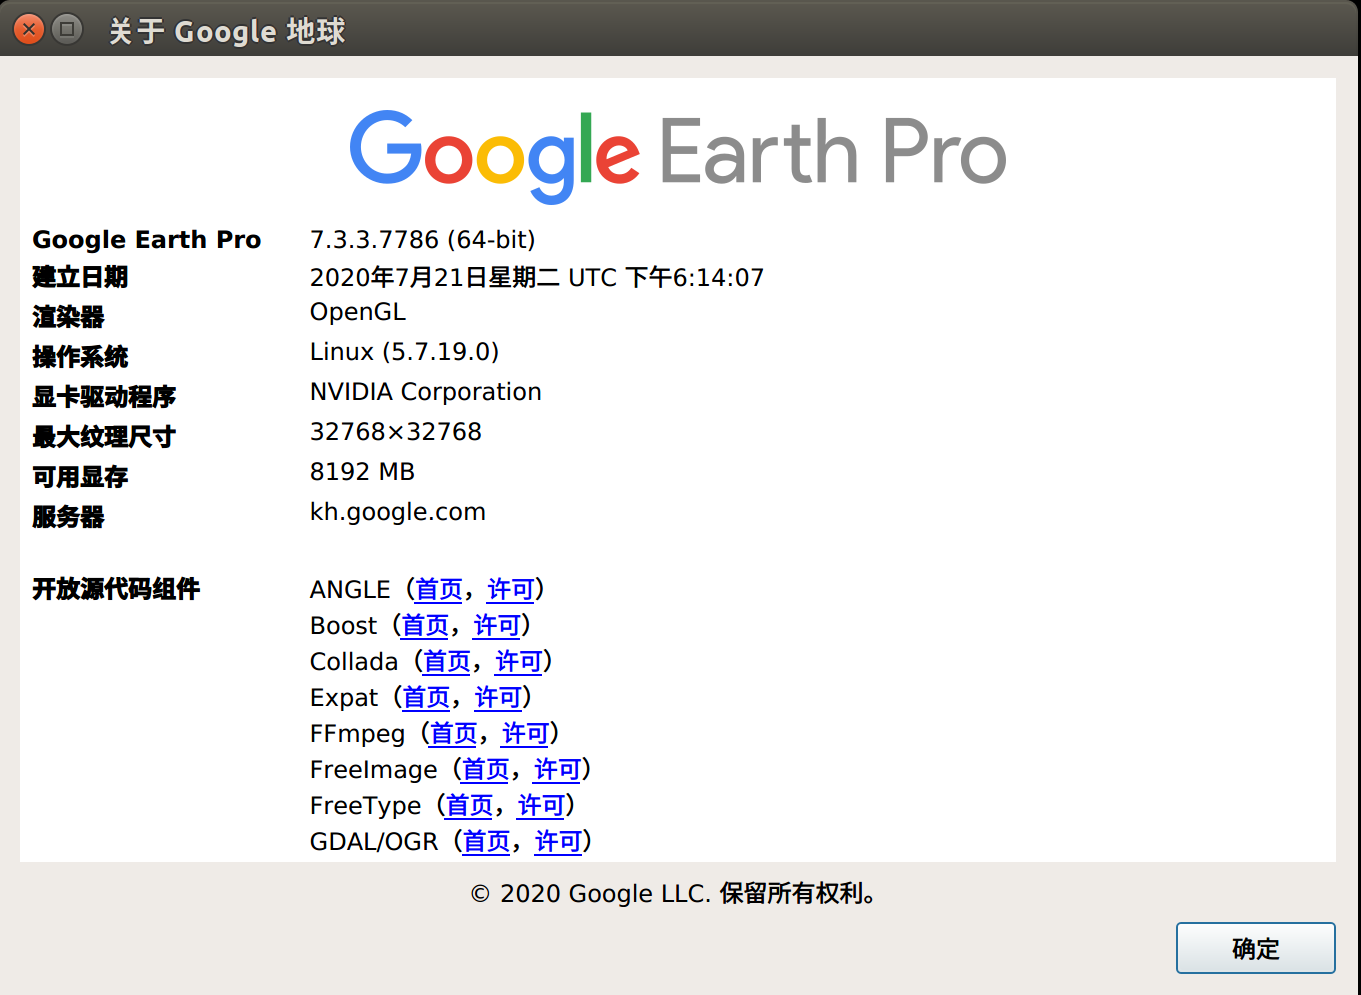 关于 Google 地球
Google Earth Pro
Google Earth Pro 7.3.3.7786 (64-bit)
建立日期 2020年7月21日星期二 UTC 下午6:14:07
渲染器 OpenGL
操作系统 Linux (5.7.19.0)
显卡驱动程序 NVIDIA Corporation
最大纹理尺寸 32768×32768
可用显存 8192 MB
服务器 kh.google.com
开放源代码组件 ANGLE（首页，许可）
Boost（首页，许可）
Collada（首页，许可）
Expat（首页，许可）
FFmpeg（首页，许可）
FreeImage（首页，许可）
FreeType（首页，许可）
GDAL/OGR（首页，许可）
© 2020 Google LLC. 保留所有权利。
确定